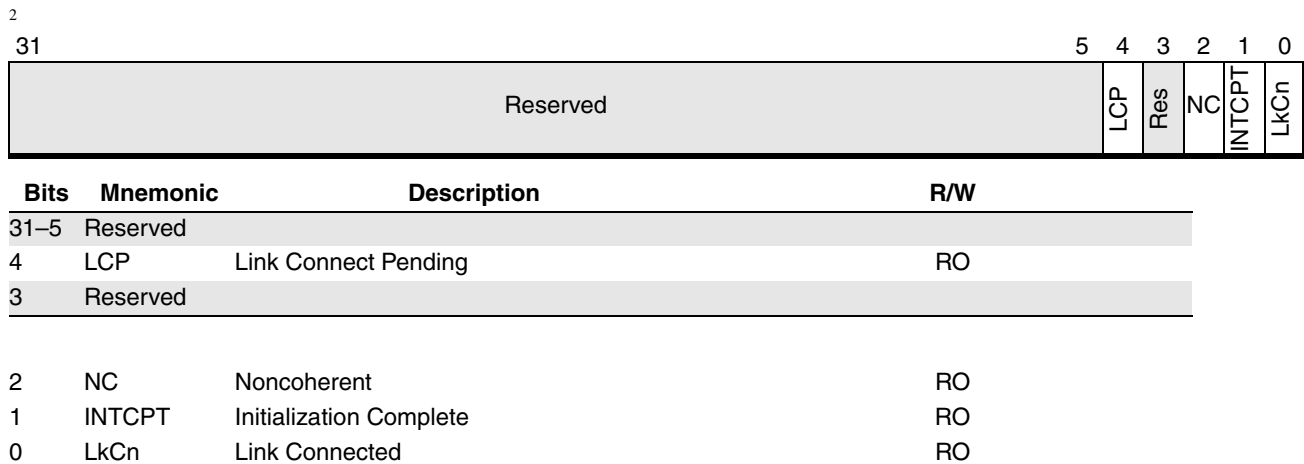 2
31 5 4 3 2 1 0
Reserved LCP Res NC INTCPT LkCn
Bits Mnemonic Description R/W
31–5 Reserved
4 LCP Link Connect Pending RO
3 Reserved
2 NC Noncoherent RO
1 INTCPT Initialization Complete RO
0 LkCn Link Connected RO